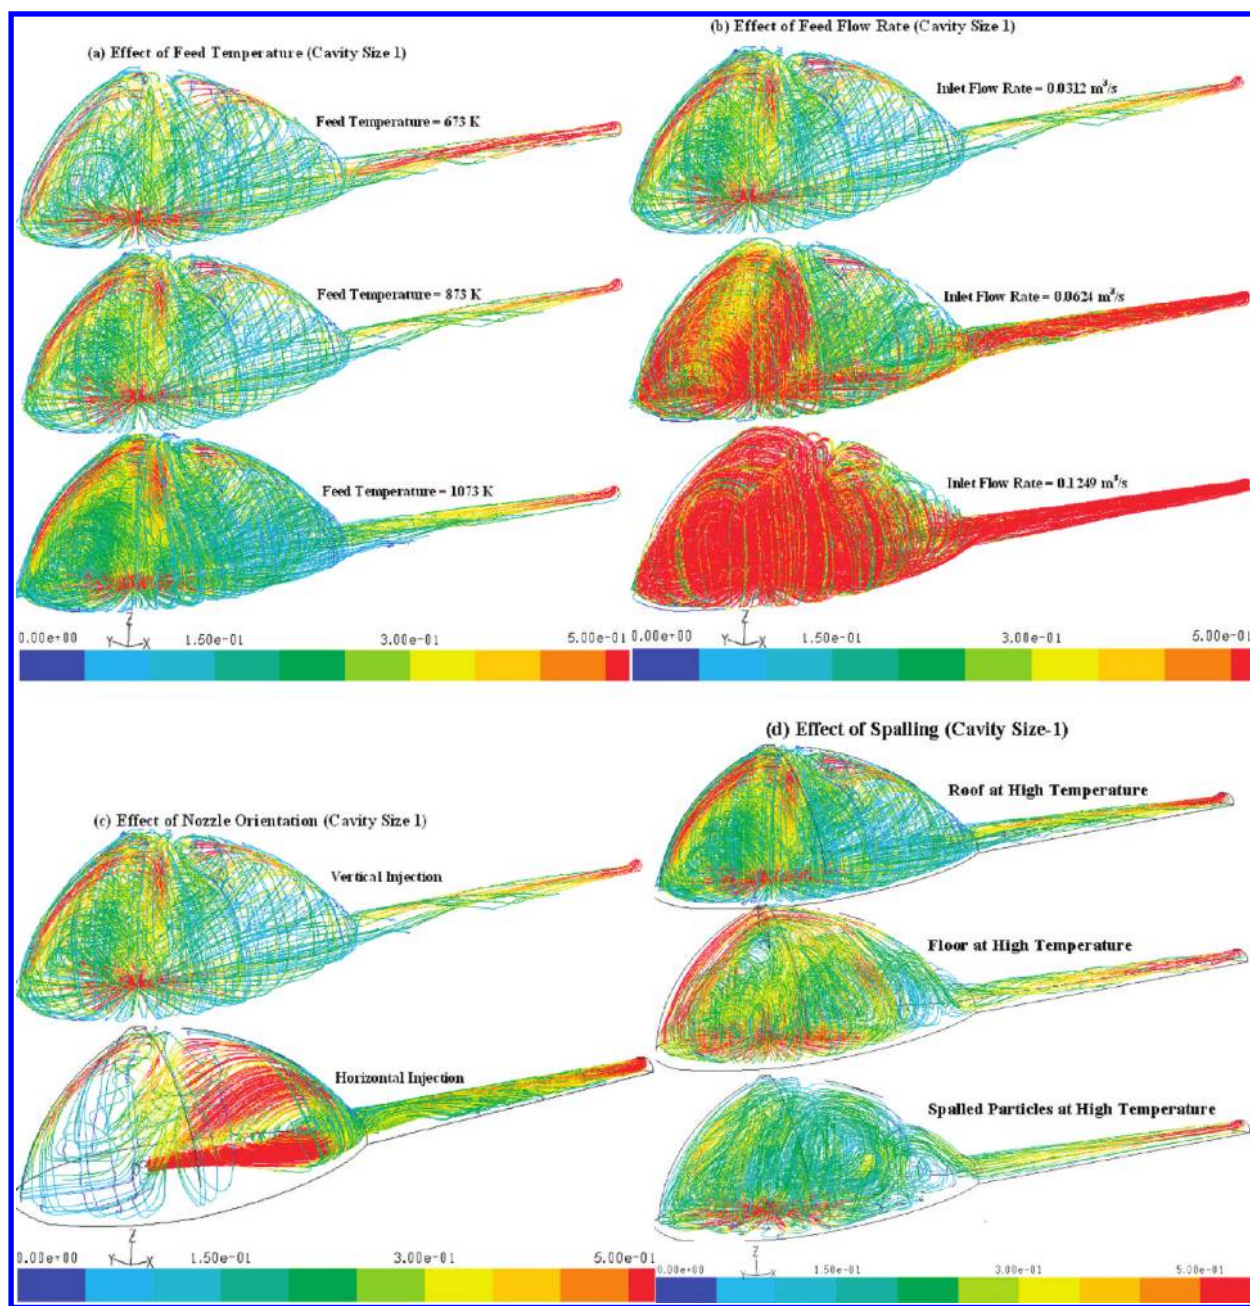 (a) Effect of Feed Temperature (Cavity Size 1)
Feed Temperature = 673 K
Feed Temperature = 873 K
Feed Temperature = 1073 K
Z
Y X
0.00e+00 1.50e-01 3.00e-01 5.00e-01
(b) Effect of Feed Flow Rate (Cavity Size 1)
Inlet Flow Rate = 0.0312 m³/s
Inlet Flow Rate = 0.0624 m³/s
Inlet Flow Rate = 0.1249 m³/s
Z
Y X
0.00e+00 1.50e-01 3.00e-01 5.00e-01
(c) Effect of Nozzle Orientation (Cavity Size 1)
Vertical Injection
Horizontal Injection
Z
Y X
0.00e+00 1.50e-01 3.00e-01 5.00e-01
(d) Effect of Spalling (Cavity Size-1)
Roof at High Temperature
Floor at High Temperature
Spalled Particles at High Temperature
Z
Y X
0.00e+00 1.50e-01 3.00e-01 5.00e-01